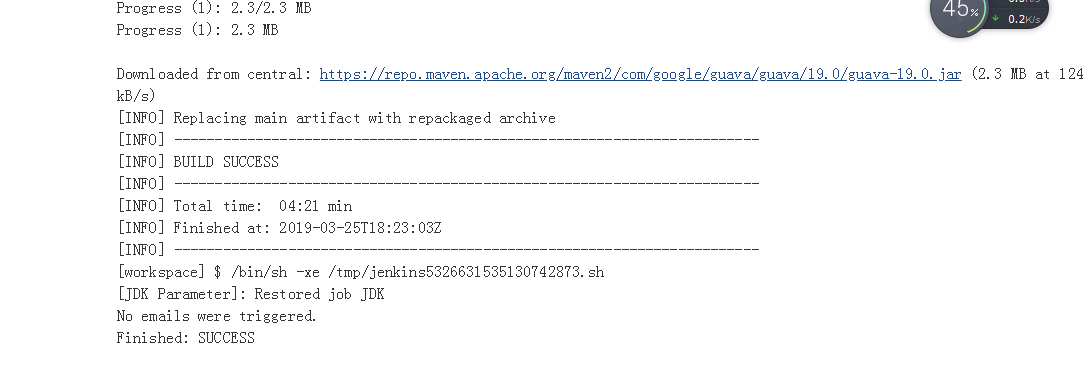 Progress (1): 2.3/2.3 MB
Progress (1): 2.3 MB
45%
0.2K/s
Downloaded from central: https://repo.maven.apache.org/maven2/com/google/guava/guava/19.0/guava-19.0.jar (2.3 MB at 124
kB/s)
[INFO] Replacing main artifact with repackaged archive
[INFO] ------------------------------------------------------------------------
[INFO] BUILD SUCCESS
[INFO] ------------------------------------------------------------------------
[INFO] Total time:  04:21 min
[INFO] Finished at: 2019-03-25T18:23:03Z
[INFO] ------------------------------------------------------------------------
[workspace] $ /bin/sh -xe /tmp/jenkins5326631535130742873.sh
[JDK Parameter]: Restored job JDK
No emails were triggered.
Finished: SUCCESS